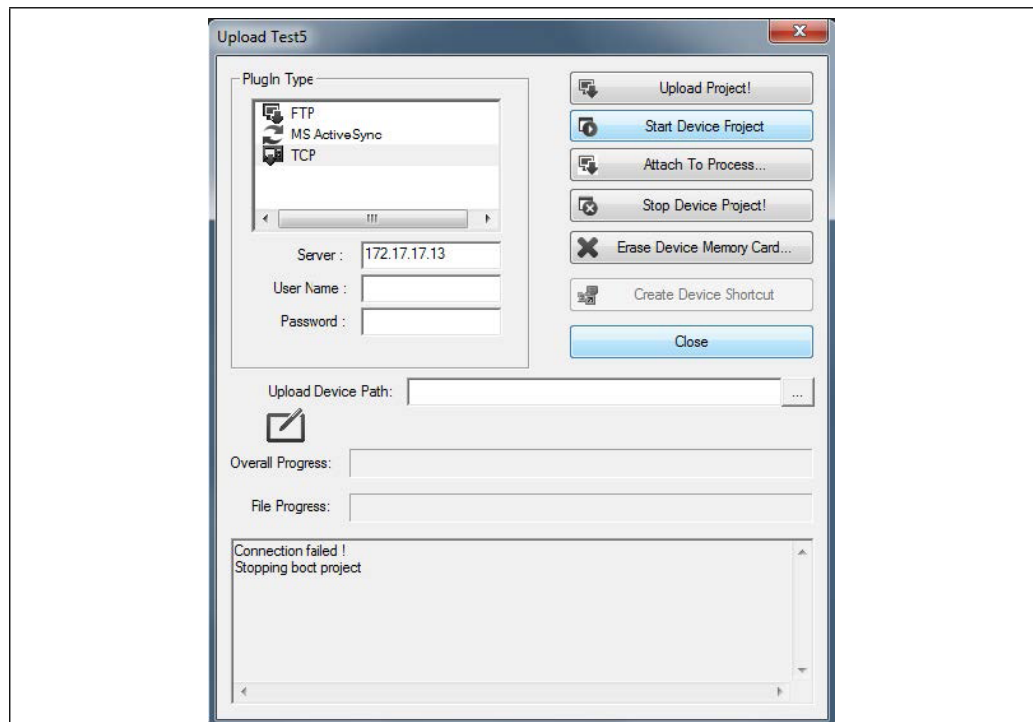 Upload Test5
PlugIn Type
FTP
MS ActiveSync
TCP
Server :
172.17.17.13
User Name :
Password :
Upload Project!
Start Device Froject
Attach To Process...
Stop Device Project!
Erase Device Memory Card...
Create Device Shortcut
Close
Upload Device Path:
...
Overall Progress:
File Progress:
Connection failed !
Stopping boct project